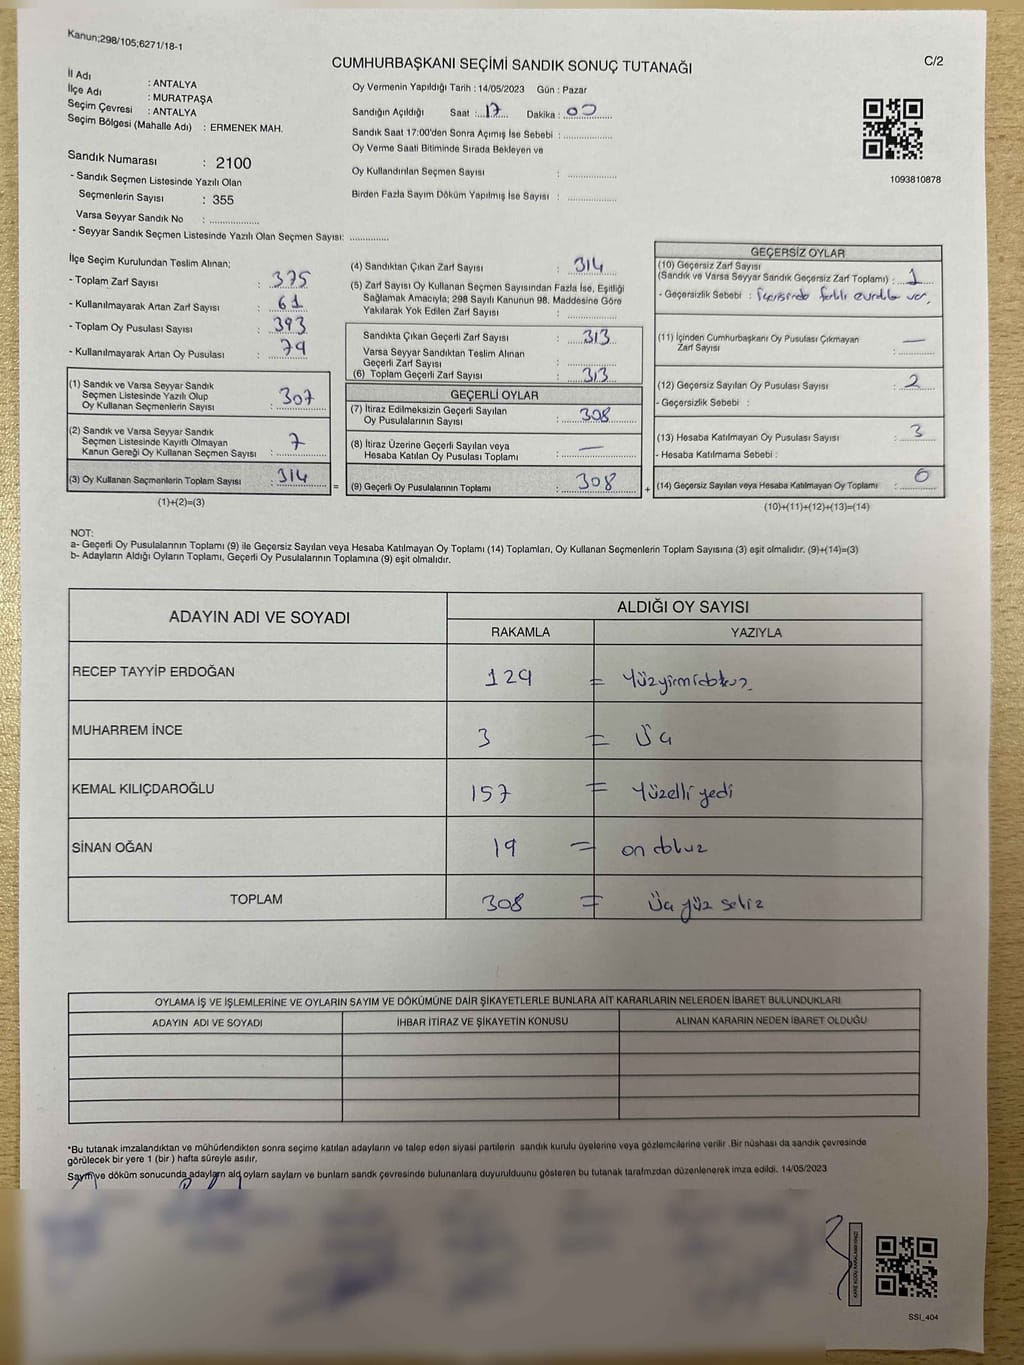 Kanun;298/105;6271/18-1
CUMHURBAŞKANI SEÇİMİ SANDIK SONUÇ TUTANAĞI
C/2
İl Adı : ANTALYA
İlçe Adı : MURATPAŞA
Seçim Çevresi : ANTALYA
Seçim Bölgesi (Mahalle Adı) : ERMENEK MAH.
Sandık Numarası : 2100
- Sandık Seçmen Listesinde Yazılı Olan
Seçmenlerin Sayısı : 355
Varsa Seyyar Sandık No :
- Seyyar Sandık Seçmen Listesinde Yazılı Olan Seçmen Sayısı:
Oy Vermenin Yapıldığı Tarih : 14/05/2023 Gün : Pazar
Sandığın Açıldığı Saat : 17 Dakika : 00
Sandık Saat 17:00'den Sonra Açımış İse Sebebi :
Oy Verme Saati Bitiminde Sırada Bekleyen ve
Oy Kullandırılan Seçmen Sayısı :
Birden Fazla Sayım Döküm Yapılmış İse Sayısı :
1093810878
İlçe Seçim Kurulundan Teslim Alınan;
- Toplam Zarf Sayısı : 375
- Kullanılmayarak Artan Zarf Sayısı : 61
- Toplam Oy Pusulası Sayısı : 393
- Kullanılmayarak Artan Oy Pusulası : 79
(1) Sandık ve Varsa Seyyar Sandık
Seçmen Listesinde Yazılı Olup
Oy Kullanan Seçmenlerin Sayısı : 307
(2) Sandık ve Varsa Seyyar Sandık
Seçmen Listesinde Kayıtlı Olmayan
Kanun Gereği Oy Kullanan Seçmen Sayısı : 7
(3) Oy Kullanan Seçmenlerin Toplam Sayısı : 314
(1)+(2)=(3)
(4) Sandıktan Çıkan Zarf Sayısı : 314
(5) Zarf Sayısı Oy Kullanan Seçmen Sayısından Fazla İse, Eşitliği
Sağlamak Amacıyla; 298 Sayılı Kanunun 98. Maddesine Göre
Yakılarak Yok Edilen Zarf Sayısı :
Sandıkta Çıkan Geçerli Zarf Sayısı : 313
Varsa Seyyar Sandıktan Teslim Alınan
Geçerli Zarf Sayısı :
(6) Toplam Geçerli Zarf Sayısı : 313
GEÇERLİ OYLAR
(7) İtiraz Edilmeksizin Geçerli Sayılan
Oy Pusulalarının Sayısı : 308
(8) İtiraz Üzerine Geçerli Sayılan veya
Hesaba Katılan Oy Pusulası Toplamı : —
= (9) Geçerli Oy Pusulalarının Toplamı : 308
GEÇERSİZ OYLAR
(10) Geçersiz Zarf Sayısı
(Sandık ve Varsa Seyyar Sandık Geçersiz Zarf Toplamı) : 1
- Geçersizlik Sebebi : İçerisinde farklı evraklar var.
(11) İçinden Cumhurbaşkanı Oy Pusulası Çıkmayan
Zarf Sayısı : —
(12) Geçersiz Sayılan Oy Pusulası Sayısı : 2
- Geçersizlik Sebebi :
(13) Hesaba Katılmayan Oy Pusulası Sayısı : 3
- Hesaba Katılmama Sebebi :
+ (14) Geçersiz Sayılan veya Hesaba Katılmayan Oy Toplamı : 6
(10)+(11)+(12)+(13)=(14)
NOT:
a- Geçerli Oy Pusulalarının Toplamı (9) ile Geçersiz Sayılan veya Hesaba Katılmayan Oy Toplamı (14) Toplamları, Oy Kullanan Seçmenlerin Toplam Sayısına (3) eşit olmalıdır. (9)+(14)=(3)
b- Adayların Aldığı Oyların Toplamı, Geçerli Oy Pusulalarının Toplamına (9) eşit olmalıdır.
ADAYIN ADI VE SOYADI
ALDIĞI OY SAYISI
RAKAMLA YAZIYLA
RECEP TAYYİP ERDOĞAN 129 = Yüzyirmidokuz
MUHARREM İNCE 3 = Üç
KEMAL KILIÇDAROĞLU 157 = Yüzelli yedi
SİNAN OĞAN 19 = on dokuz
TOPLAM 308 = Üç yüz sekiz
OYLAMA İŞ VE İŞLEMLERİNE VE OYLARIN SAYIM VE DÖKÜMÜNE DAİR ŞİKAYETLERLE BUNLARA AİT KARARLARIN NELERDEN İBARET BULUNDUKLARI
ADAYIN ADI VE SOYADI İHBAR İTİRAZ VE ŞİKAYETİN KONUSU ALINAN KARARIN NEDEN İBARET OLDUĞU
*Bu tutanak imzalandıktan ve mühürlendikten sonra seçime katılan adayların ve talep eden siyasi partilerin sandık kurulu üyelerine veya gözlemcilerine verilir .Bir nüshası da sandık çevresinde
görülecek bir yere 1 (bir ) hafta süreyle asılır.
Sayım ve döküm sonucunda adayların ald oylarn saylarn ve bunlarn sandk çevresinde bulunanlara duyurulduunu gösteren bu tutanak tarafmzdan düzenlenerek imza edildi. 14/05/2023
SSI_404